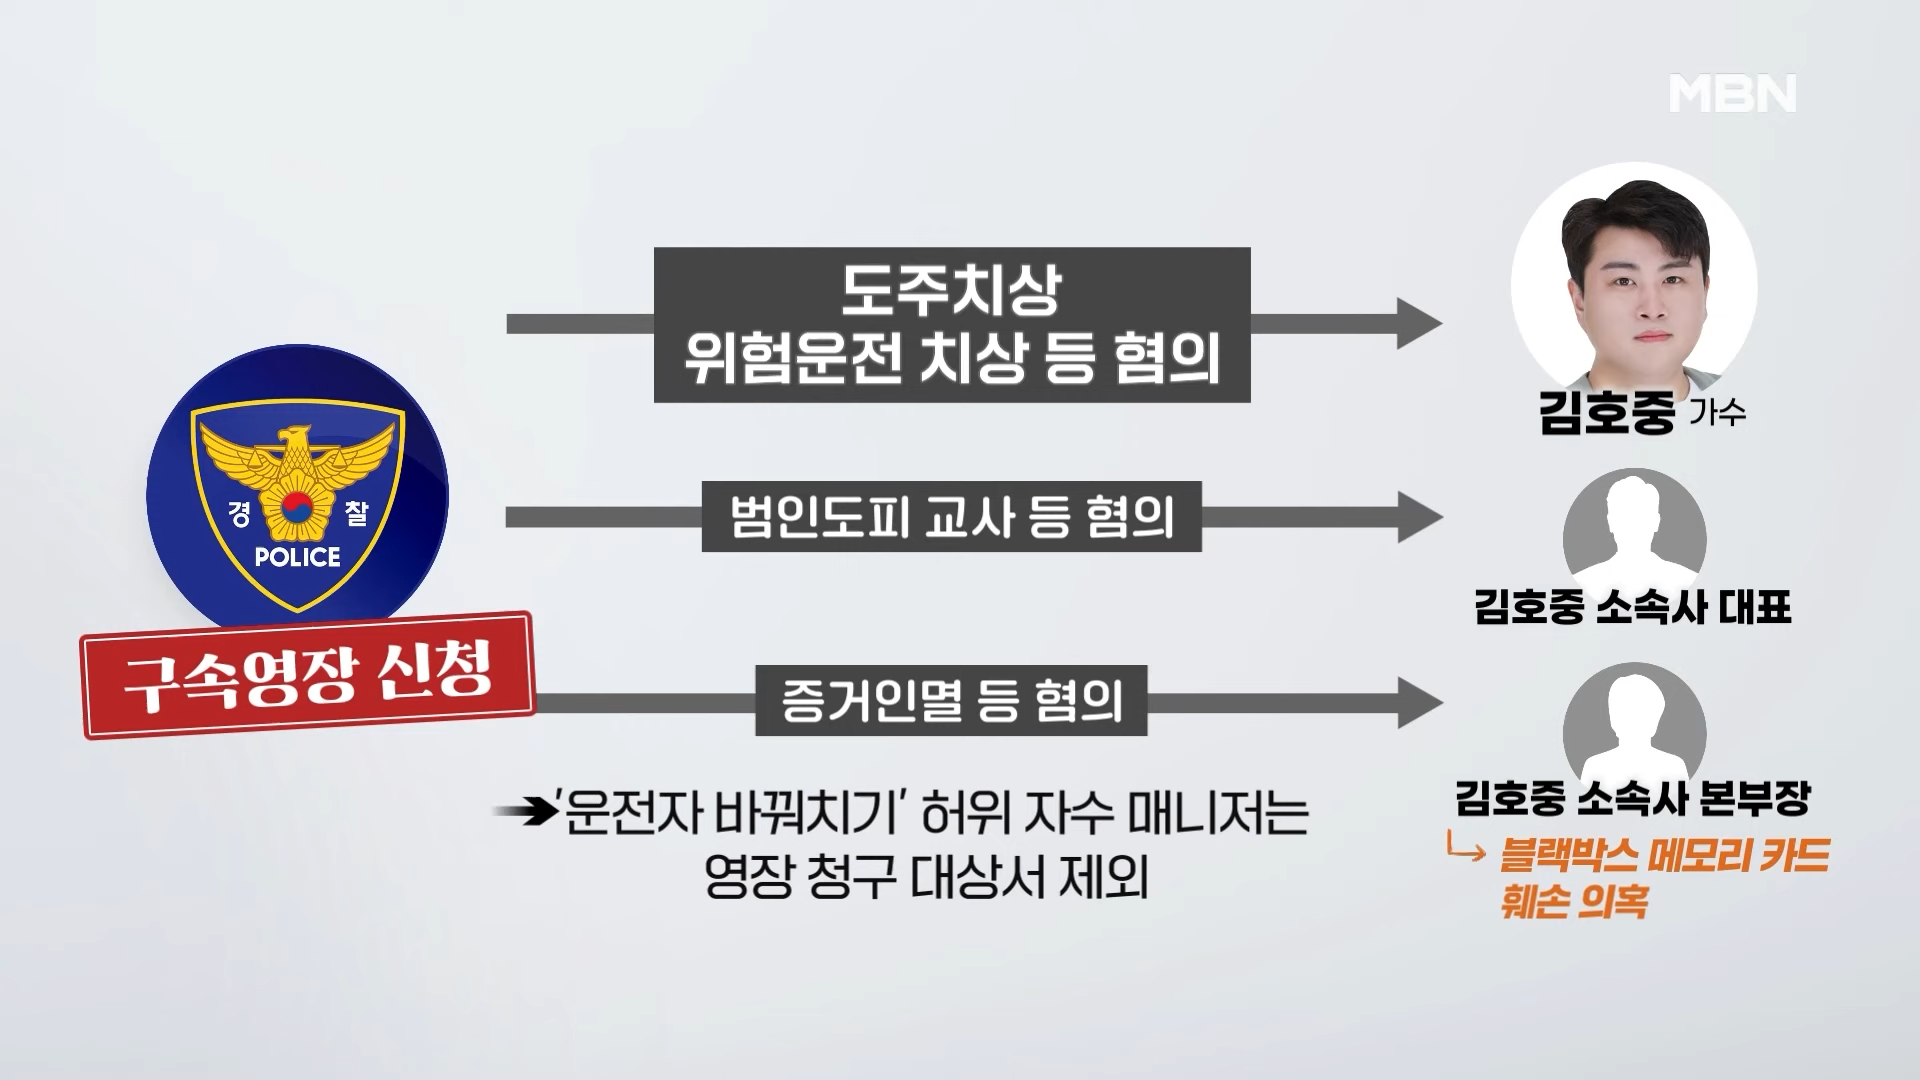 MBN
도주치상
위험운전 치상 등 혐의
김호중 가수
경 찰
POLICE
구속영장 신청
범인도피 교사 등 혐의
김호중 소속사 대표
증거인멸 등 혐의
김호중 소속사 본부장
블랙박스 메모리 카드
훼손 의혹
'운전자 바꿔치기' 허위 자수 매니저는
영장 청구 대상서 제외